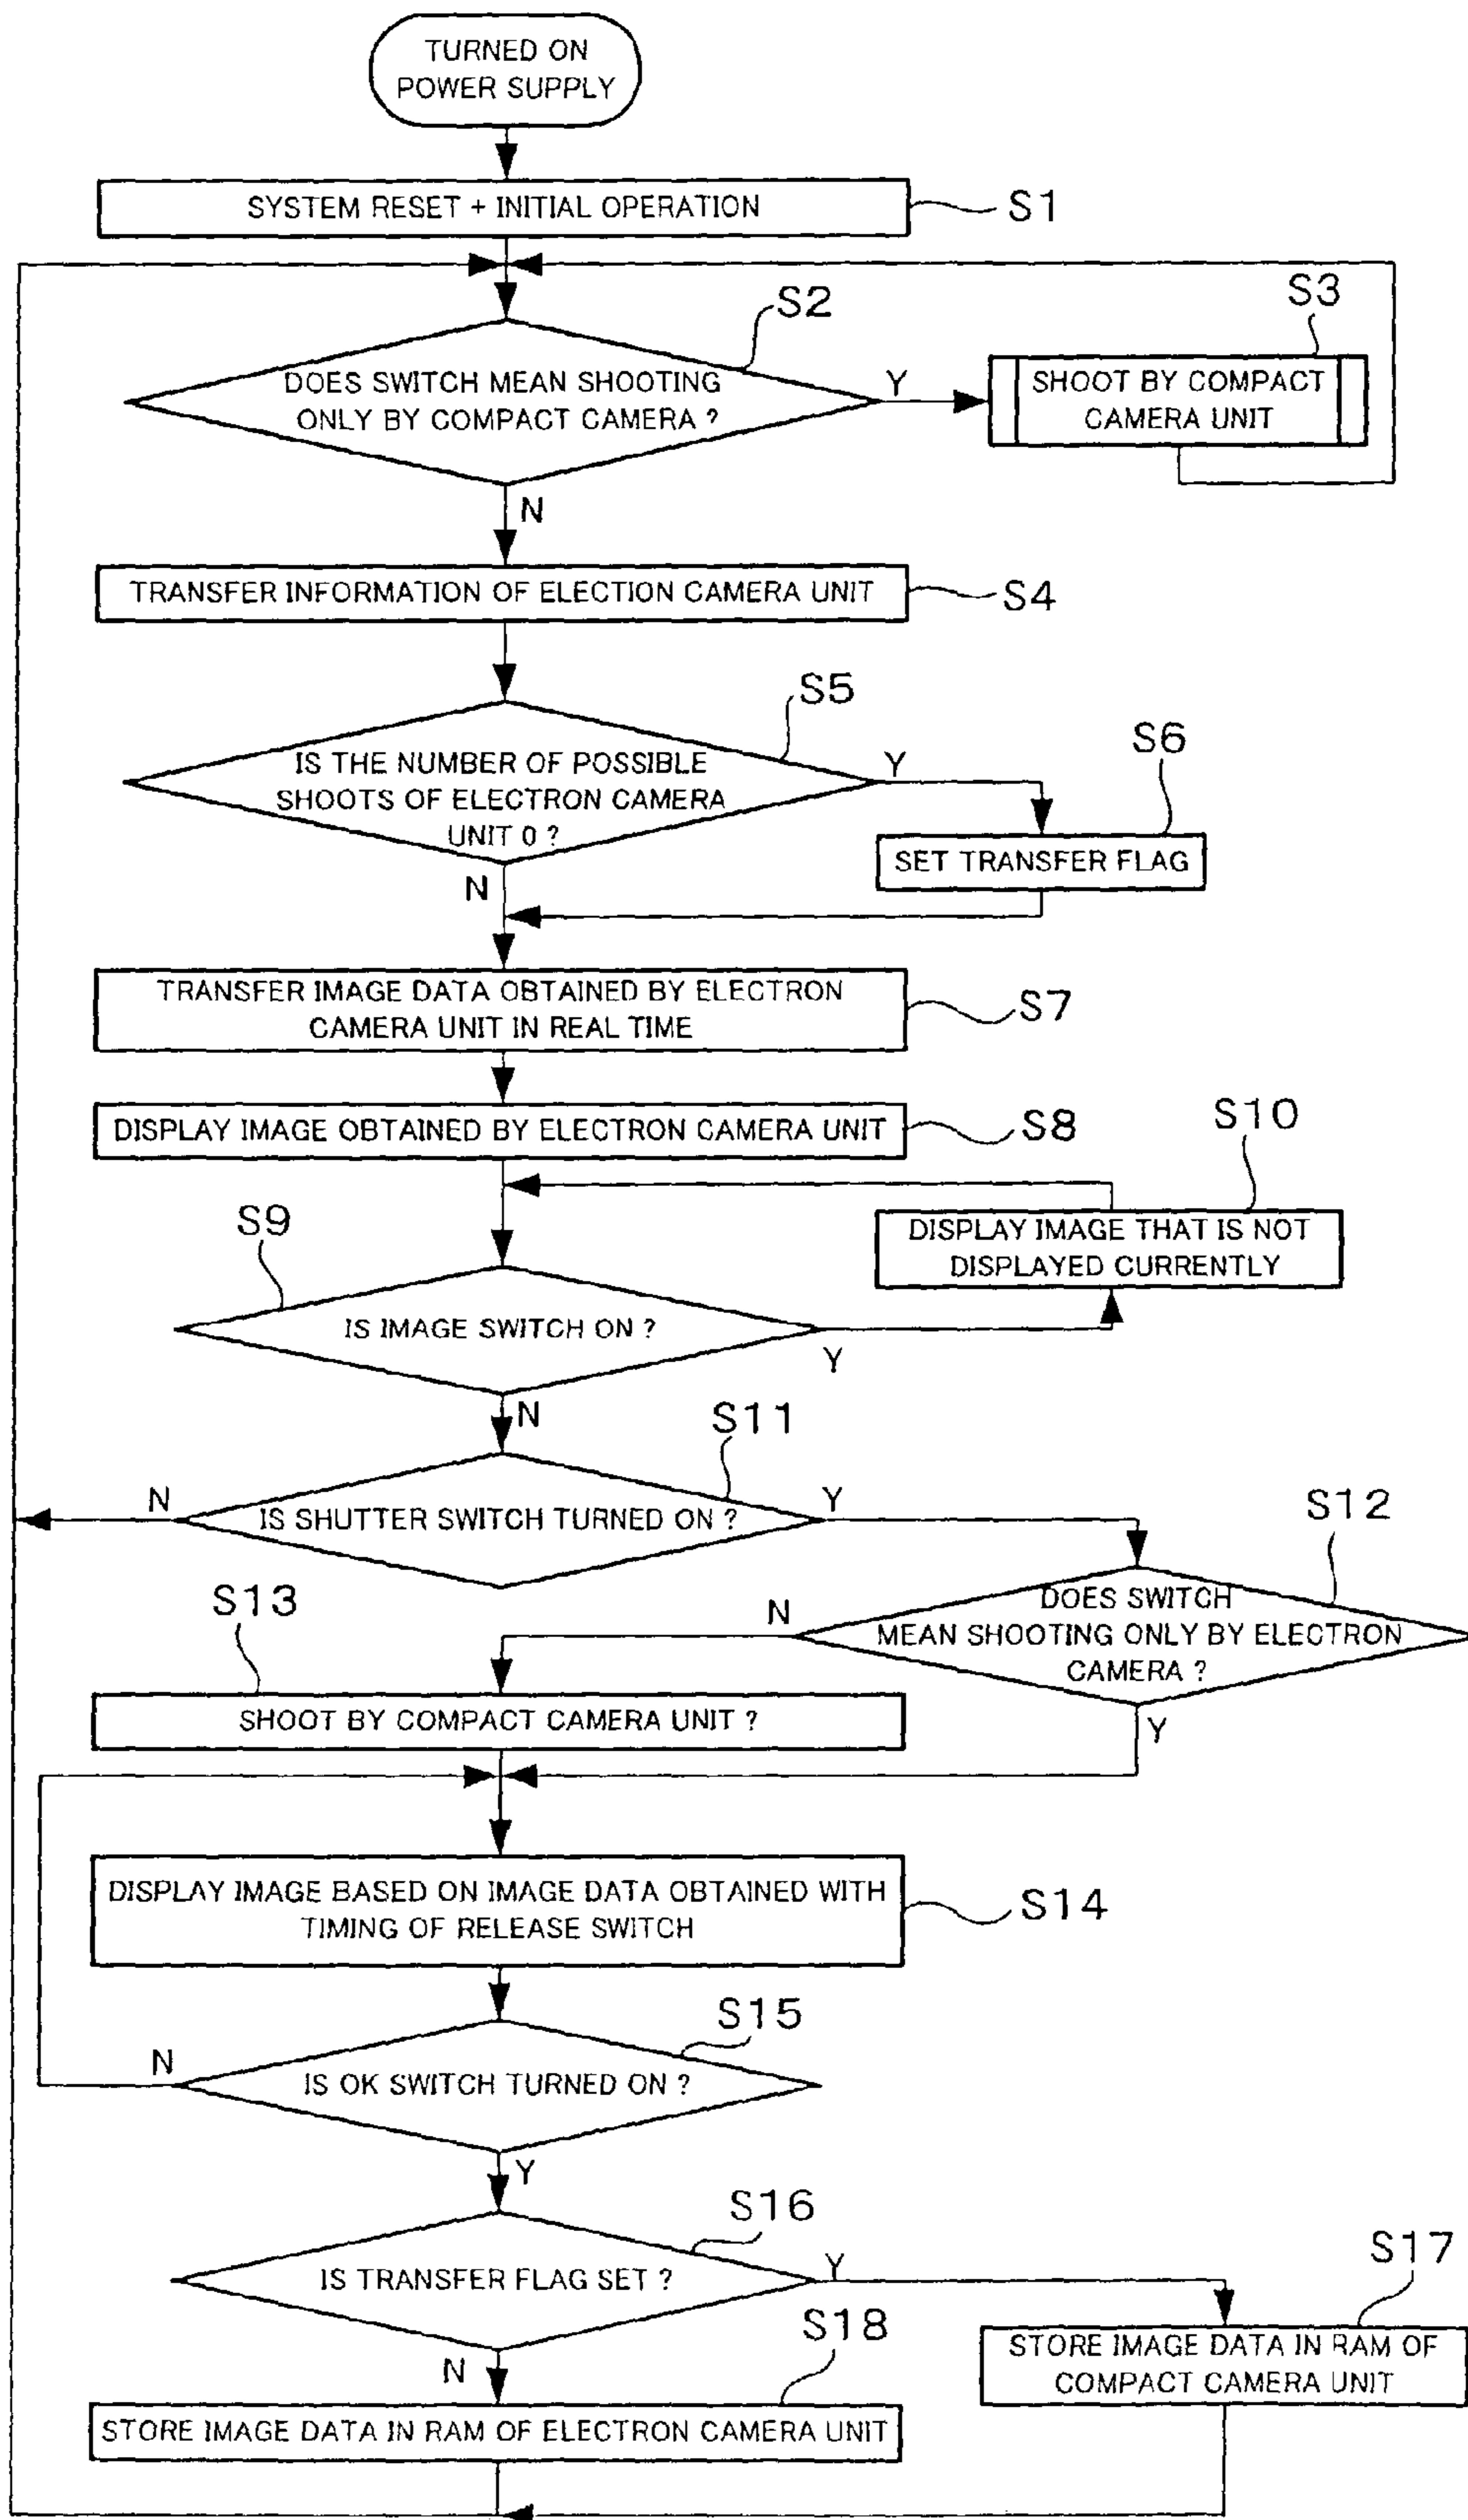 TURNED ON
POWER SUPPLY
SYSTEM RESET + INITIAL OPERATION
S1
S2
S3
DOES SWITCH MEAN SHOOTING
ONLY BY COMPACT CAMERA ?
Y
SHOOT BY COMPACT
CAMERA UNIT
N
TRANSFER INFORMATION OF ELECTION CAMERA UNIT
S4
S5
IS THE NUMBER OF POSSIBLE
SHOOTS OF ELECTRON CAMERA
UNIT 0 ?
Y
S6
SET TRANSFER FLAG
N
TRANSFER IMAGE DATA OBTAINED BY ELECTRON
CAMERA UNIT IN REAL TIME
S7
DISPLAY IMAGE OBTAINED BY ELECTRON CAMERA UNIT
S8
S10
DISPLAY IMAGE THAT IS NOT
DISPLAYED CURRENTLY
S9
IS IMAGE SWITCH ON ?
Y
N
S11
N
IS SHUTTER SWITCH TURNED ON ?
Y
S12
DOES SWITCH
MEAN SHOOTING ONLY BY ELECTRON
CAMERA ?
N
Y
S13
SHOOT BY COMPACT CAMERA UNIT ?
DISPLAY IMAGE BASED ON IMAGE DATA OBTAINED WITH
TIMING OF RELEASE SWITCH
S14
S15
N
IS OK SWITCH TURNED ON ?
Y
S16
IS TRANSFER FLAG SET ?
Y
S17
STORE IMAGE DATA IN RAM OF
COMPACT CAMERA UNIT
N
S18
STORE IMAGE DATA IN RAM OF ELECTRON CAMERA UNIT